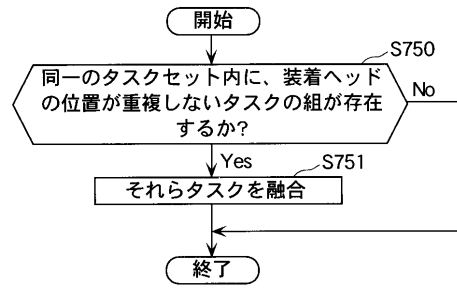 開始
S750
同一のタスクセット内に、装着ヘッド
の位置が重複しないタスクの組が存在
するか?
No
Yes
S751
それらタスクを融合
終了